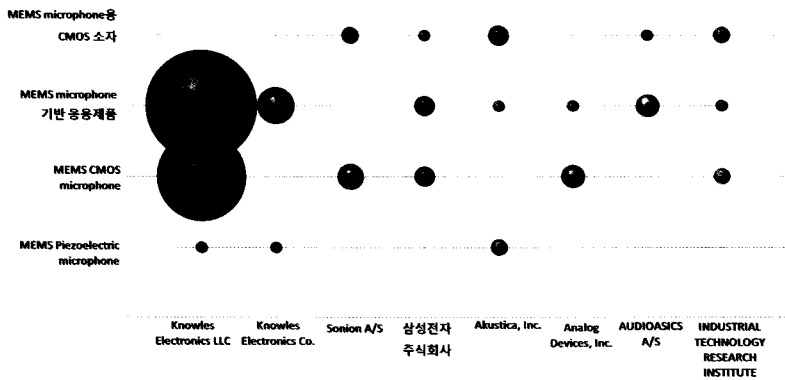 MEMS microphone용
CMOS 소자
MEMS microphone
기반 응용제품
MEMS CMOS
microphone
MEMS Piezoelectric
microphone
Knowles
Electronics LLC
Knowles
Electronics Co.
Sonion A/S
삼성전자
주식회사
Akustica, Inc.
Analog
Devices, Inc.
AUDIOASICS
A/S
INDUSTRIAL
TECHNOLOGY
RESEARCH
INSTITUTE